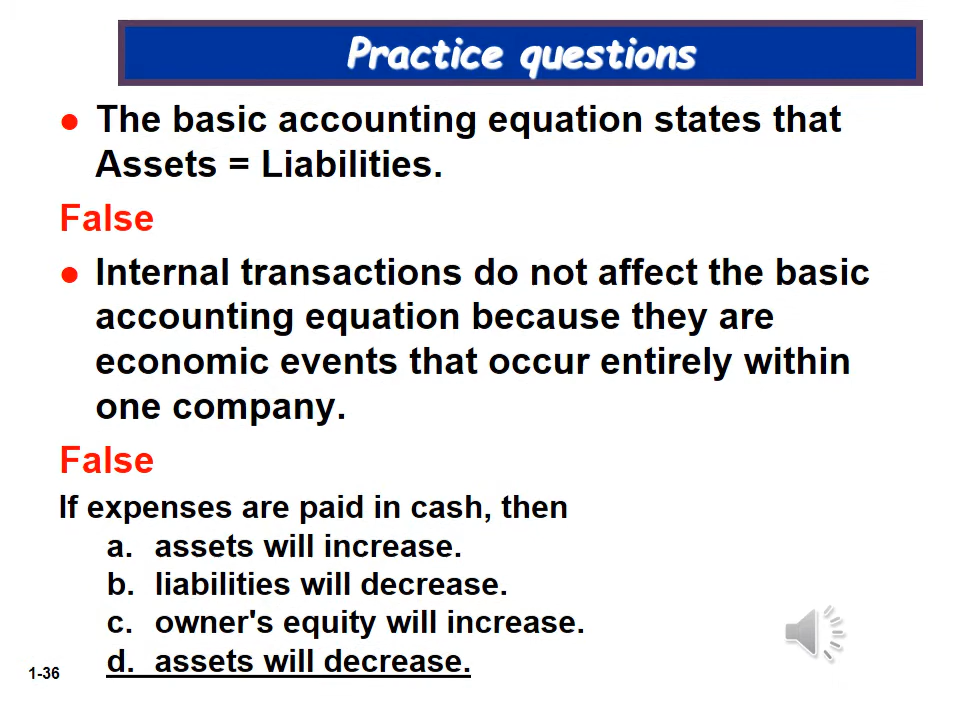 Practice questions
● The basic accounting equation states that
Assets = Liabilities.
False
● Internal transactions do not affect the basic
accounting equation because they are
economic events that occur entirely within
one company.
False
If expenses are paid in cash, then
a. assets will increase.
b. liabilities will decrease.
c. owner's equity will increase.
d. assets will decrease.
1-36